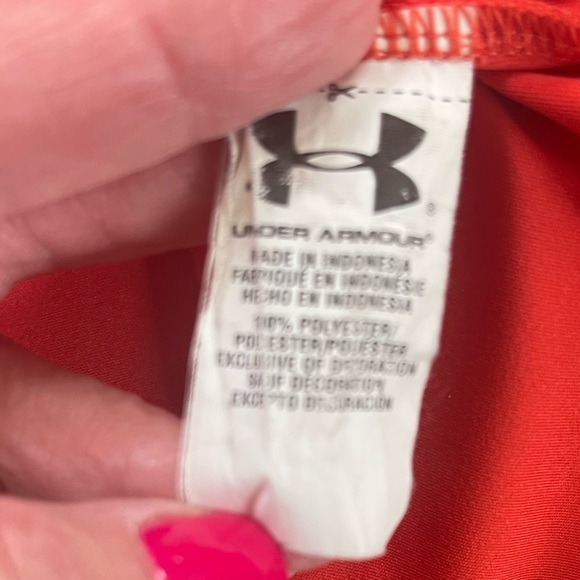 UNDER ARMOUR
MADE IN INDONESIA
FABRIQUÉ EN INDONÉSIE
HECHO EN INDONESIA
100% POLYESTER/
POLYESTER/POLIESTER
EXCLUSIVE OF DECORATION
SAUF DÉCORATION
EXCEPTO DECORACION